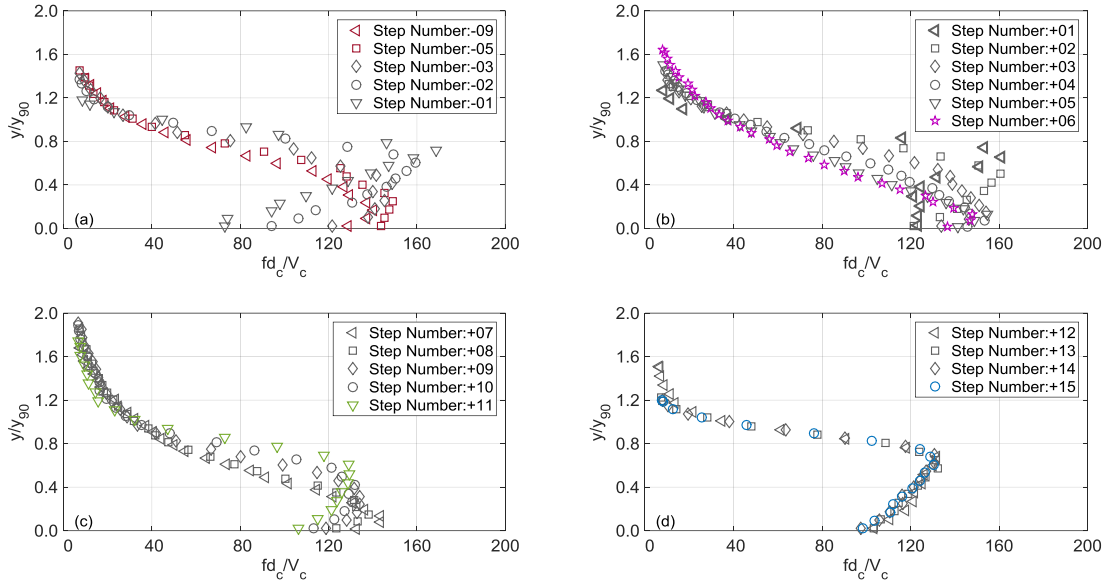 2.0
1.6
1.2
0.8
0.4
0.0
y/y90
(a)
Step Number:-09
Step Number:-05
Step Number:-03
Step Number:-02
Step Number:-01
0 40 80 120 160 200
fdc/Vc
2.0
1.6
1.2
0.8
0.4
0.0
y/y90
(b)
Step Number:+01
Step Number:+02
Step Number:+03
Step Number:+04
Step Number:+05
Step Number:+06
0 40 80 120 160 200
fdc/Vc
2.0
1.6
1.2
0.8
0.4
0.0
y/y90
(c)
Step Number:+07
Step Number:+08
Step Number:+09
Step Number:+10
Step Number:+11
0 40 80 120 160 200
fdc/Vc
2.0
1.6
1.2
0.8
0.4
0.0
y/y90
(d)
Step Number:+12
Step Number:+13
Step Number:+14
Step Number:+15
0 40 80 120 160 200
fdc/Vc